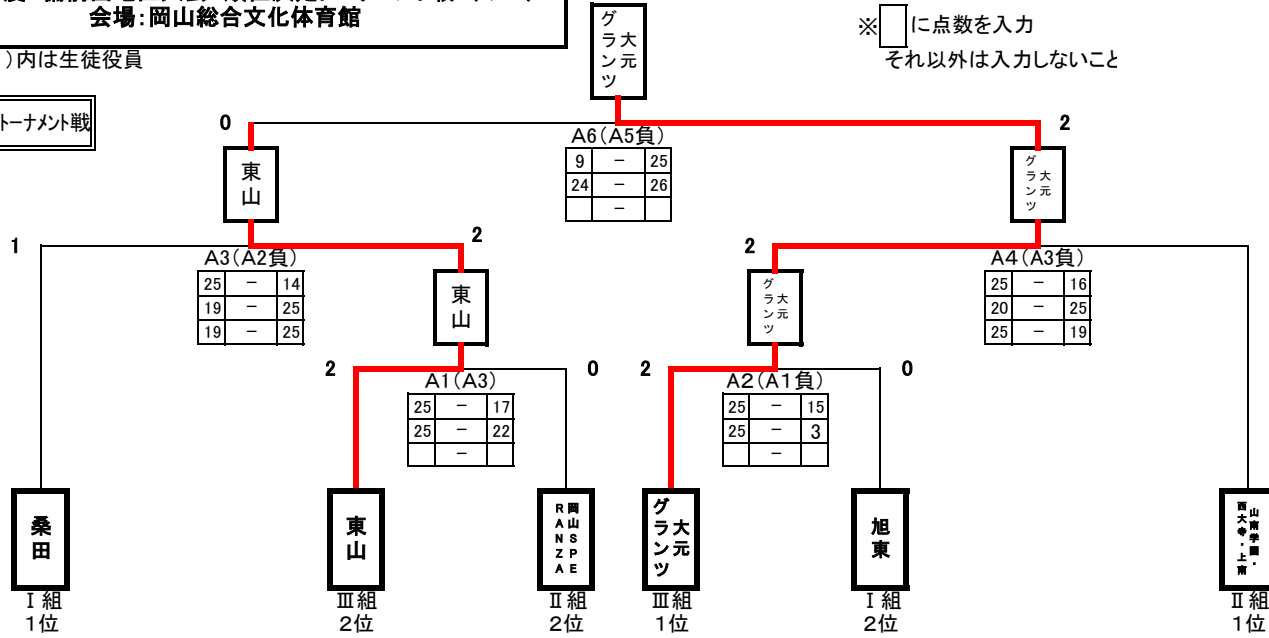 会場：岡山総合文化体育館
）内は生徒役員
※　に点数を入力
それ以外は入力しないこと
トーナメント戦
大元
グランツ
0
2
A6（A5負）
9 － 25
24 － 26
－
東山
大元
グランツ
1
2
2
A3（A2負）
25 － 14
19 － 25
19 － 25
A4（A3負）
25 － 16
20 － 25
25 － 19
東山
大元
グランツ
2
0
2
0
A1（A3）
25 － 17
25 － 22
－
A2（A1負）
25 － 15
25 － 3
－
桑田
東山
岡山SPE
RANZA
大元
グランツ
旭東
山南学園・
西大寺・上南
Ⅰ組
1位
Ⅲ組
2位
Ⅱ組
2位
Ⅲ組
1位
Ⅰ組
2位
Ⅱ組
1位